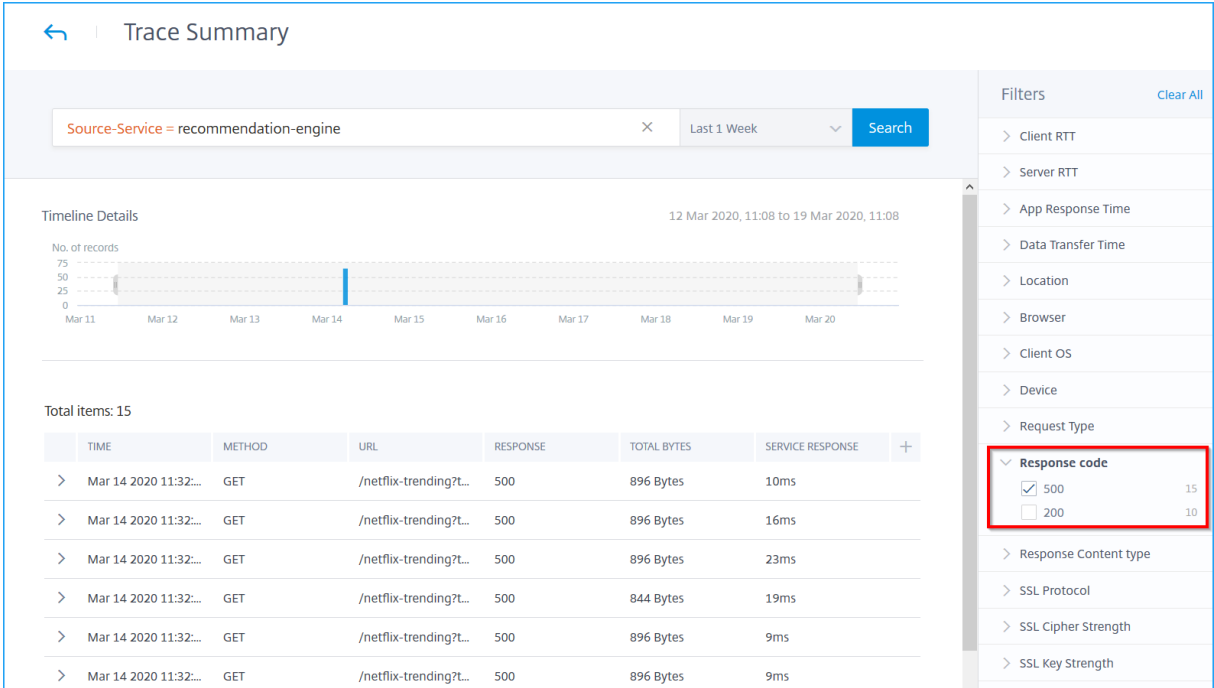 Trace Summary
Source-Service = recommendation-engine
Last 1 Week
Search
Timeline Details
12 Mar 2020, 11:08 to 19 Mar 2020, 11:08
No. of records
75
50
25
0
Mar 11 Mar 12 Mar 13 Mar 14 Mar 15 Mar 16 Mar 17 Mar 18 Mar 19 Mar 20
Total items: 15
TIME METHOD URL RESPONSE TOTAL BYTES SERVICE RESPONSE
Mar 14 2020 11:32:... GET /netflix-trending?t... 500 896 Bytes 10ms
Mar 14 2020 11:32:... GET /netflix-trending?t... 500 896 Bytes 16ms
Mar 14 2020 11:32:... GET /netflix-trending?t... 500 896 Bytes 23ms
Mar 14 2020 11:32:... GET /netflix-trending?t... 500 844 Bytes 19ms
Mar 14 2020 11:32:... GET /netflix-trending?t... 500 896 Bytes 9ms
Mar 14 2020 11:32:... GET /netflix-trending?t... 500 896 Bytes 9ms
Filters Clear All
Client RTT
Server RTT
App Response Time
Data Transfer Time
Location
Browser
Client OS
Device
Request Type
Response code
500 15
200 10
Response Content type
SSL Protocol
SSL Cipher Strength
SSL Key Strength